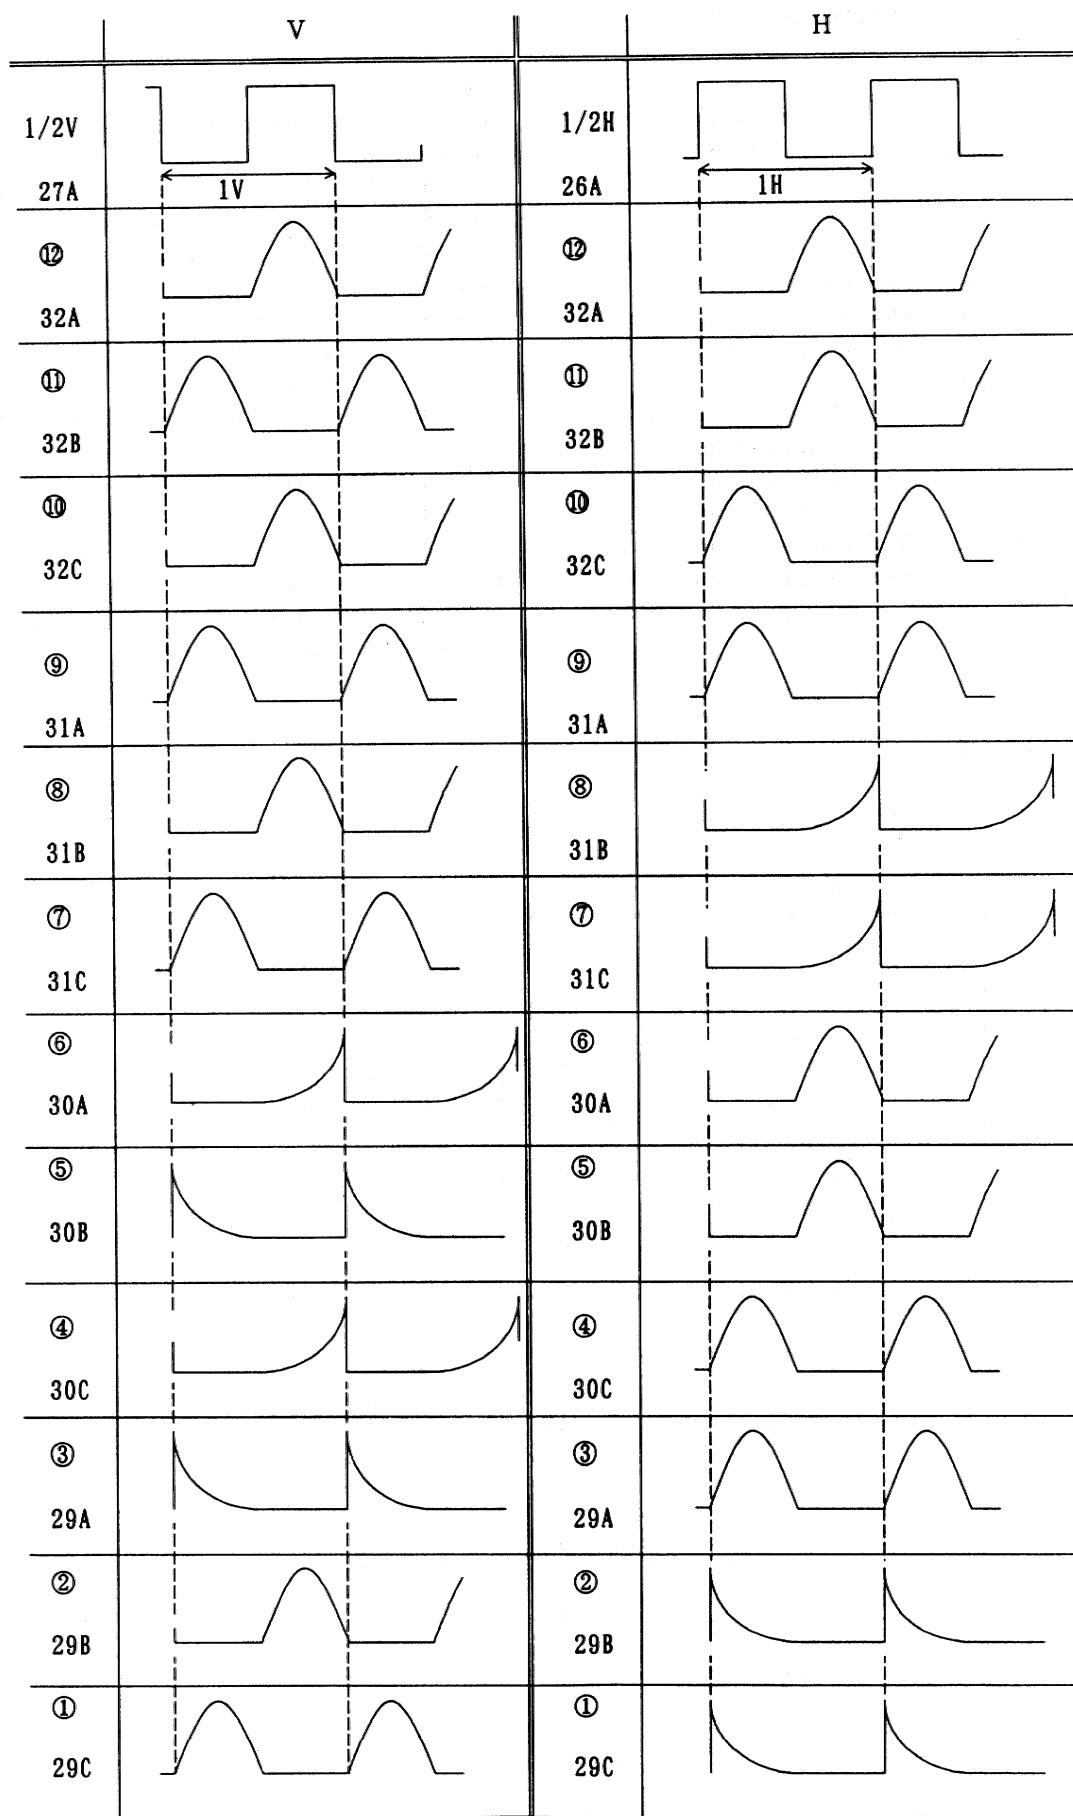 V H
1/2V 1/2H
1V 1H
27A 26A
⑫ ⑫
32A 32A
⑪ ⑪
32B 32B
⑩ ⑩
32C 32C
⑨ ⑨
31A 31A
⑧ ⑧
31B 31B
⑦ ⑦
31C 31C
⑥ ⑥
30A 30A
⑤ ⑤
30B 30B
④ ④
30C 30C
③ ③
29A 29A
② ②
29B 29B
① ①
29C 29C